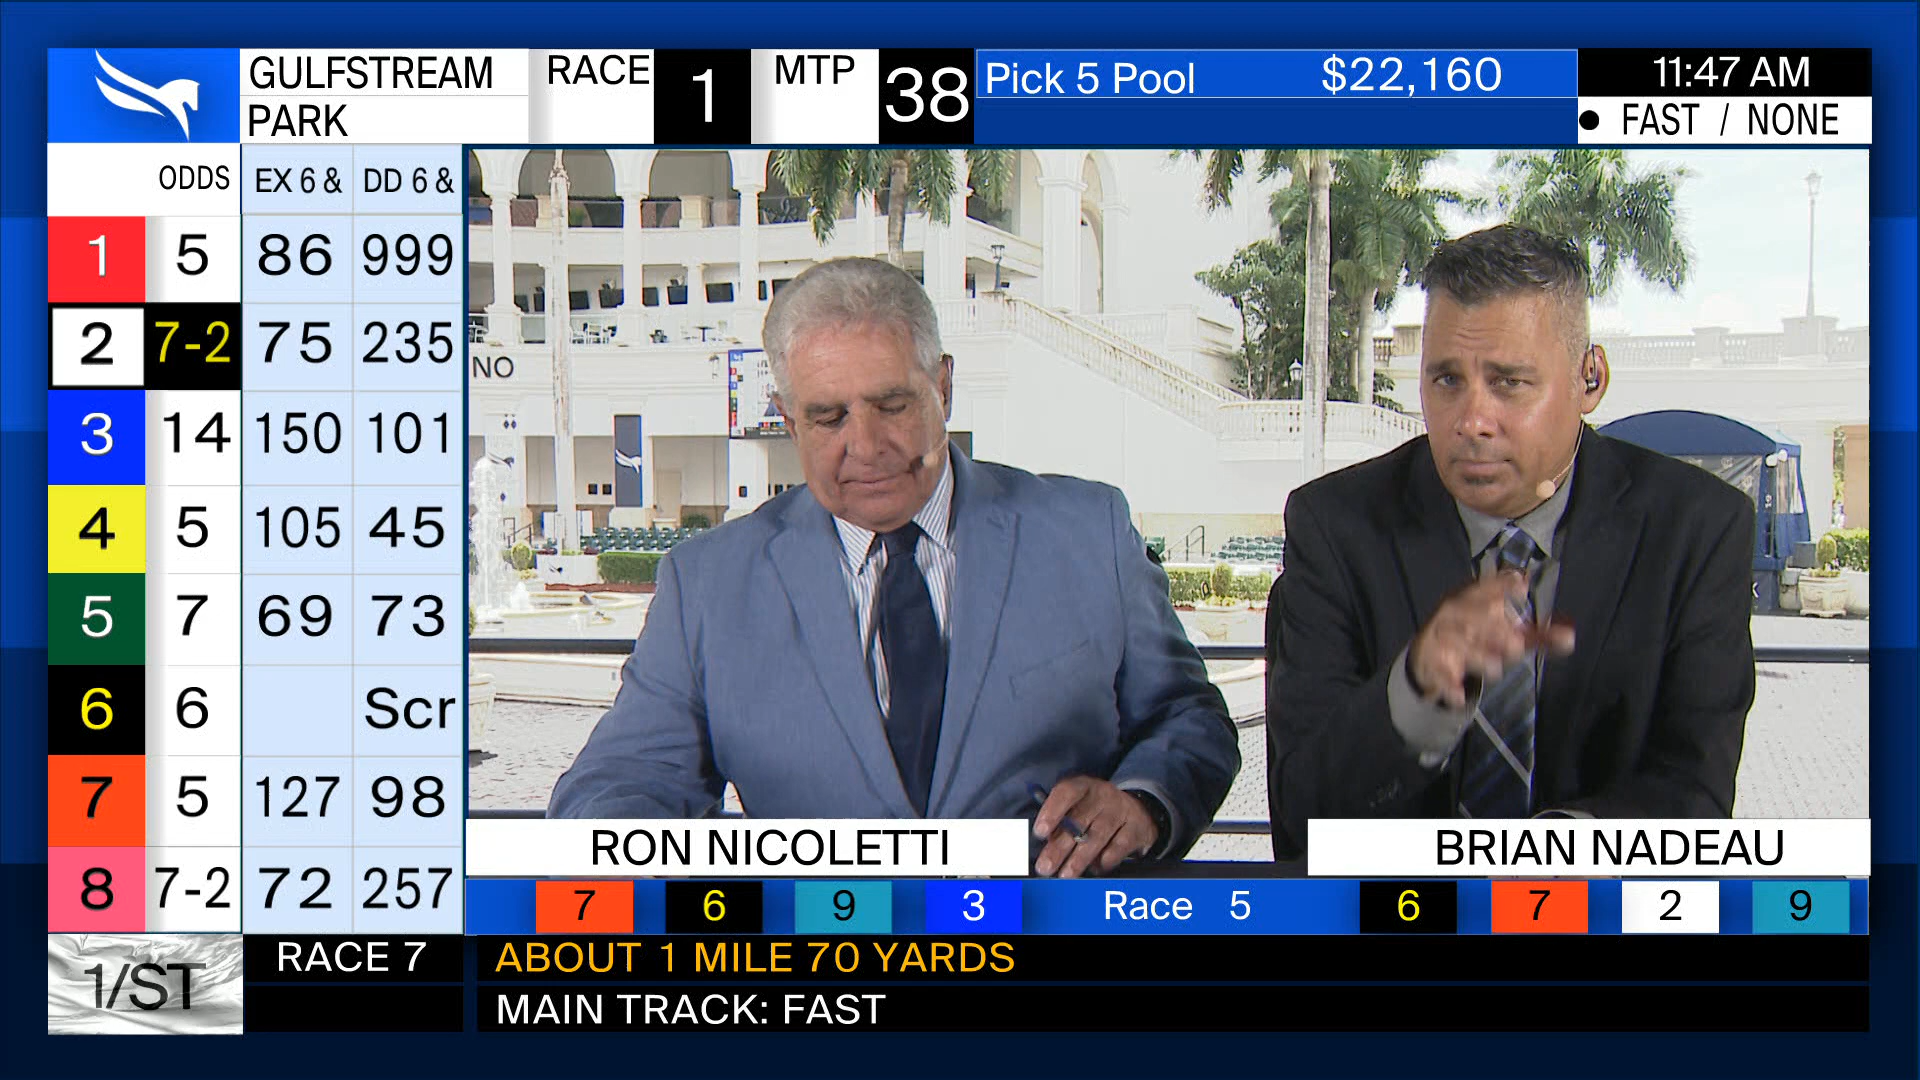 GULFSTREAM
PARK
RACE 1 MTP 38
Pick 5 Pool $22,160
11:47 AM
FAST / NONE
ODDS EX 6 & DD 6 &
1 5 86 999
2 7-2 75 235
3 14 150 101
4 5 105 45
5 7 69 73
6 6 Scr
7 5 127 98
8 7-2 72 257
NO
RON NICOLETTI
BRIAN NADEAU
7 6 9 3 Race 5 6 7 2 9
1/ST
RACE 7
ABOUT 1 MILE 70 YARDS
MAIN TRACK: FAST